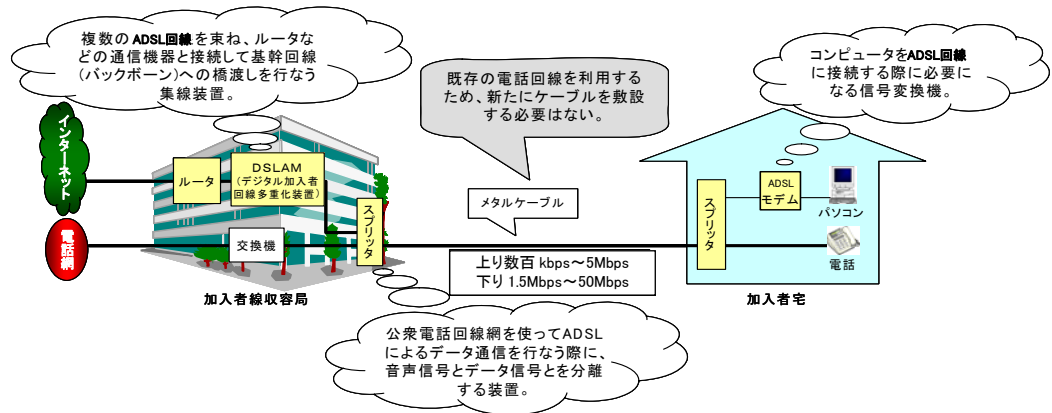 複数のADSL回線を束ね、ルータな
どの通信機器と接続して基幹回線
(バックボーン)への橋渡しを行なう
集線装置。
既存の電話回線を利用する
ため、新たにケーブルを敷設
する必要はない。
コンピュータをADSL回線
に接続する際に必要に
なる信号変換機。
インターネット
電話網
ルータ
DSLAM
(デジタル加入者
回線多重化装置)
スプリッタ
交換機
加入者線収容局
メタルケーブル
上り数百 kbps～5Mbps
下り 1.5Mbps～50Mbps
スプリッタ
ADSL
モデム
パソコン
電話
加入者宅
公衆電話回線網を使ってADSL
によるデータ通信を行なう際に、
音声信号とデータ信号とを分離
する装置。